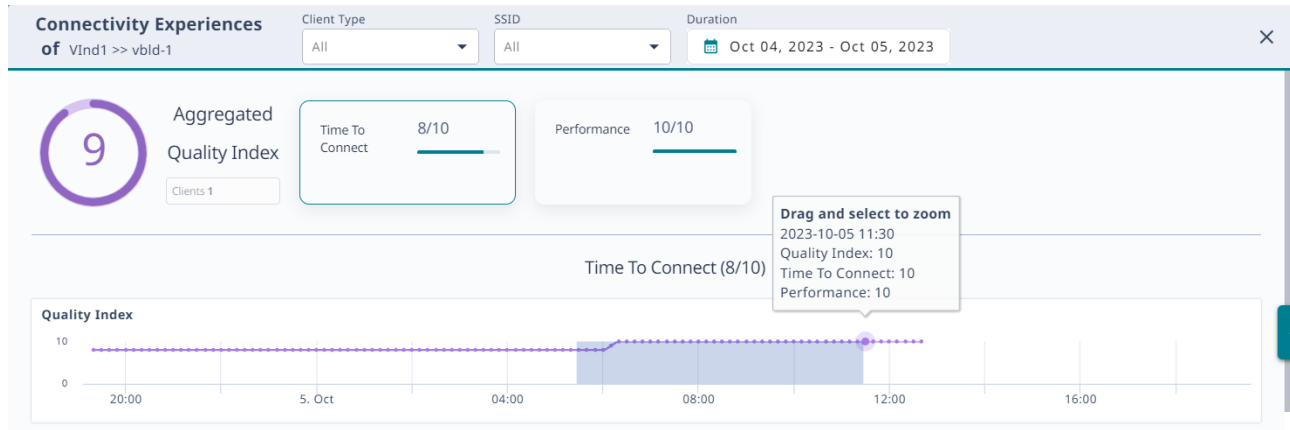 Connectivity Experiences
of VInd1 >> vbld-1
Client Type
All
SSID
All
Duration
Oct 04, 2023 - Oct 05, 2023
9
Aggregated
Quality Index
Clients 1
Time To
Connect
8/10
Performance
10/10
Drag and select to zoom
2023-10-05 11:30
Quality Index: 10
Time To Connect: 10
Performance: 10
Time To Connect (8/10)
Quality Index
10
0
20:00 5. Oct 04:00 08:00 12:00 16:00